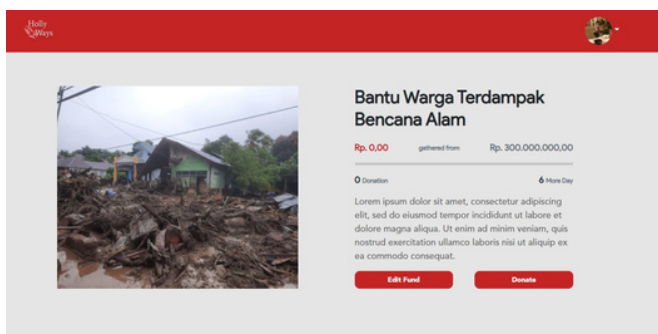 Holly
Ways
Bantu Warga Terdampak
Bencana Alam
Rp. 0,00 gathered from Rp. 300.000.000,00
0 Donation 6 More Day
Lorem ipsum dolor sit amet, consectetur adipiscing
elit, sed do eiusmod tempor incididunt ut labore et
dolore magna aliqua. Ut enim ad minim veniam, quis
nostrud exercitation ullamco laboris nisi ut aliquip ex
ea commodo consequat.
Edit Fund Donate